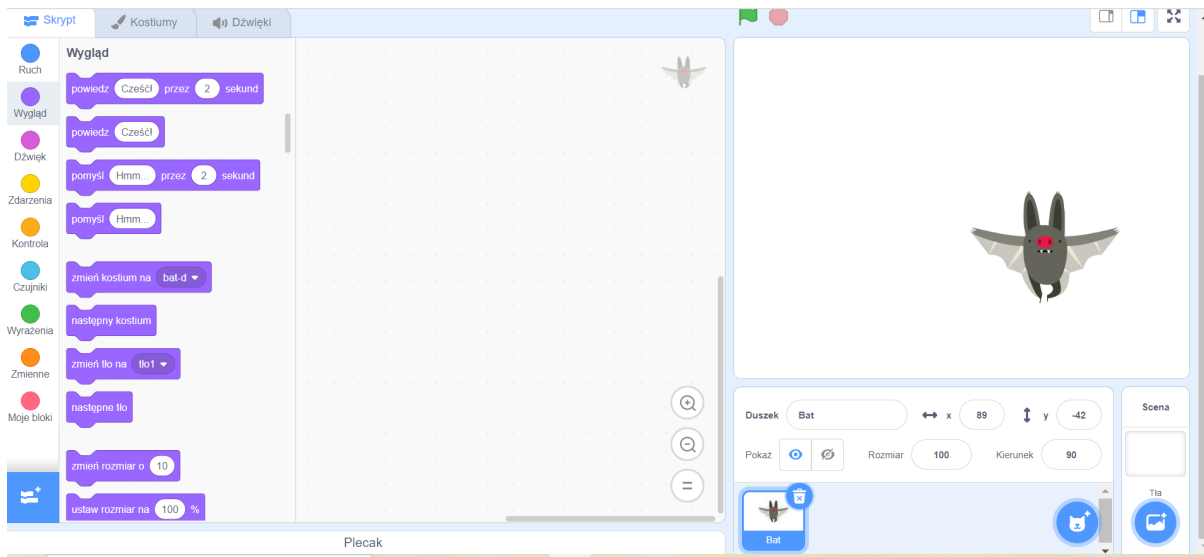 Skrypt
Kostiumy
Dźwięki
Ruch
Wygląd
Dźwięk
Zdarzenia
Kontrola
Czujniki
Wyrażenia
Zmienne
Moje bloki
Wygląd
powiedz Cześć! przez 2 sekund
powiedz Cześć!
pomyśl Hmm... przez 2 sekund
pomyśl Hmm...
zmień kostium na bat-d
następny kostium
zmień tło na tło1
następne tło
zmień rozmiar o 10
ustaw rozmiar na 100 %
Plecak
Duszek Bat x 89 y -42
Pokaż Rozmiar 100 Kierunek 90
Bat
Scena
Tła